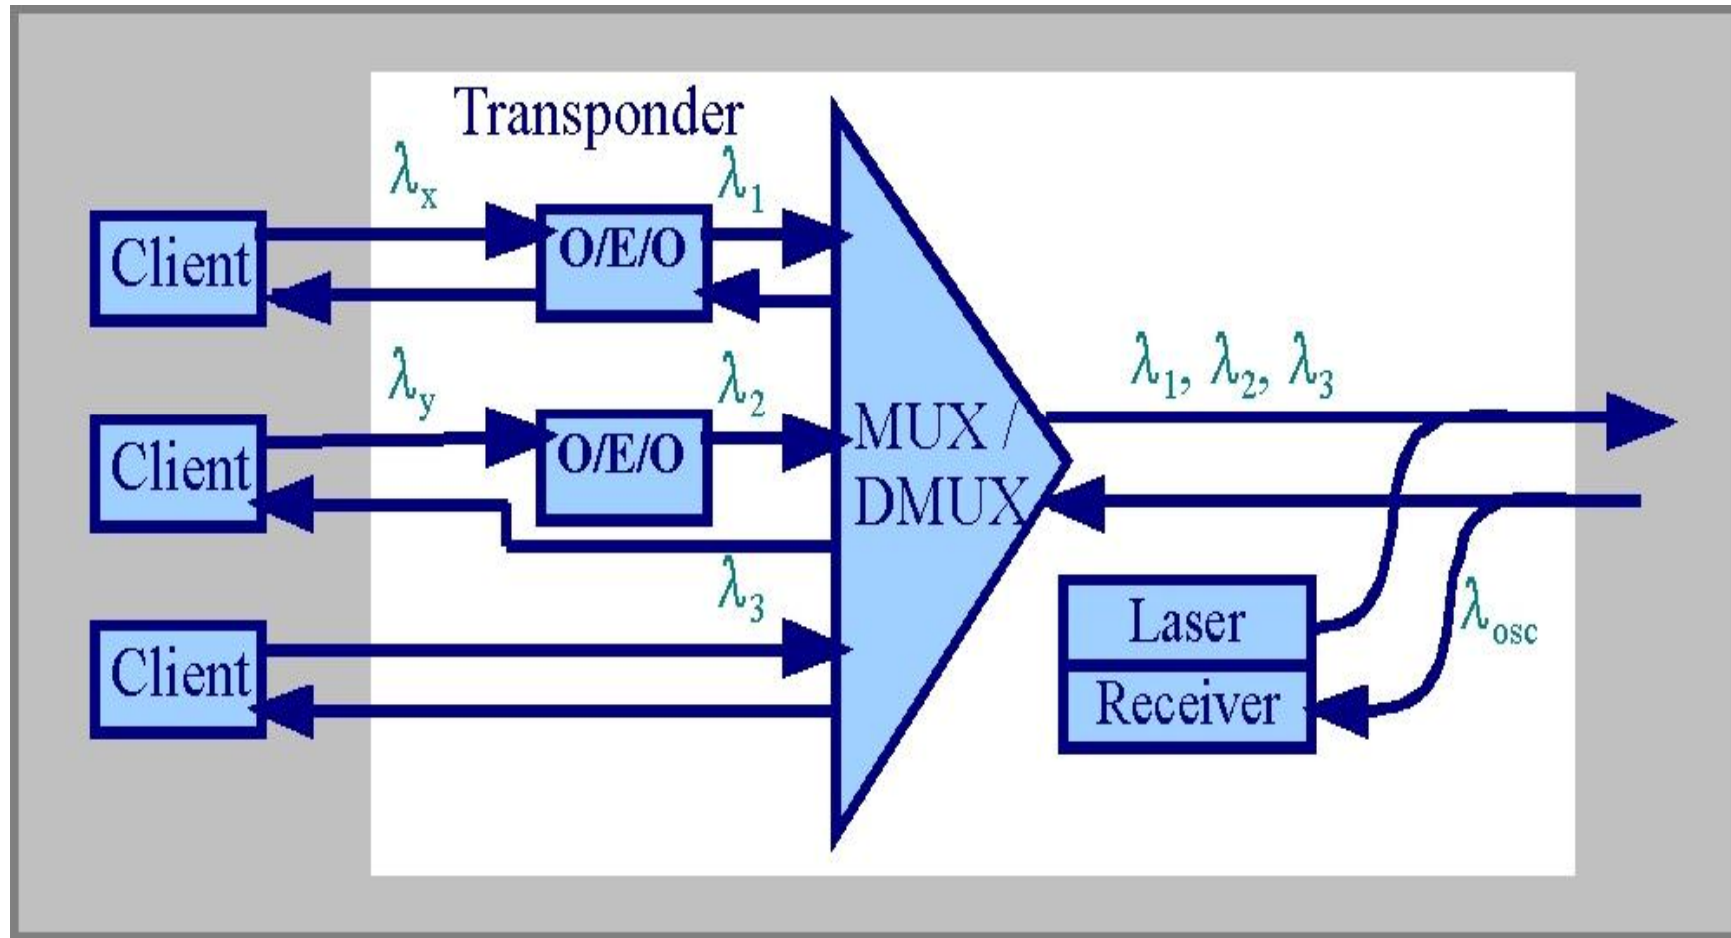 Transponder
λx
λ1
Client
O/E/O
λ1, λ2, λ3
λy
λ2
Client
O/E/O
MUX /
DMUX
λ3
Client
Laser
Receiver
λosc